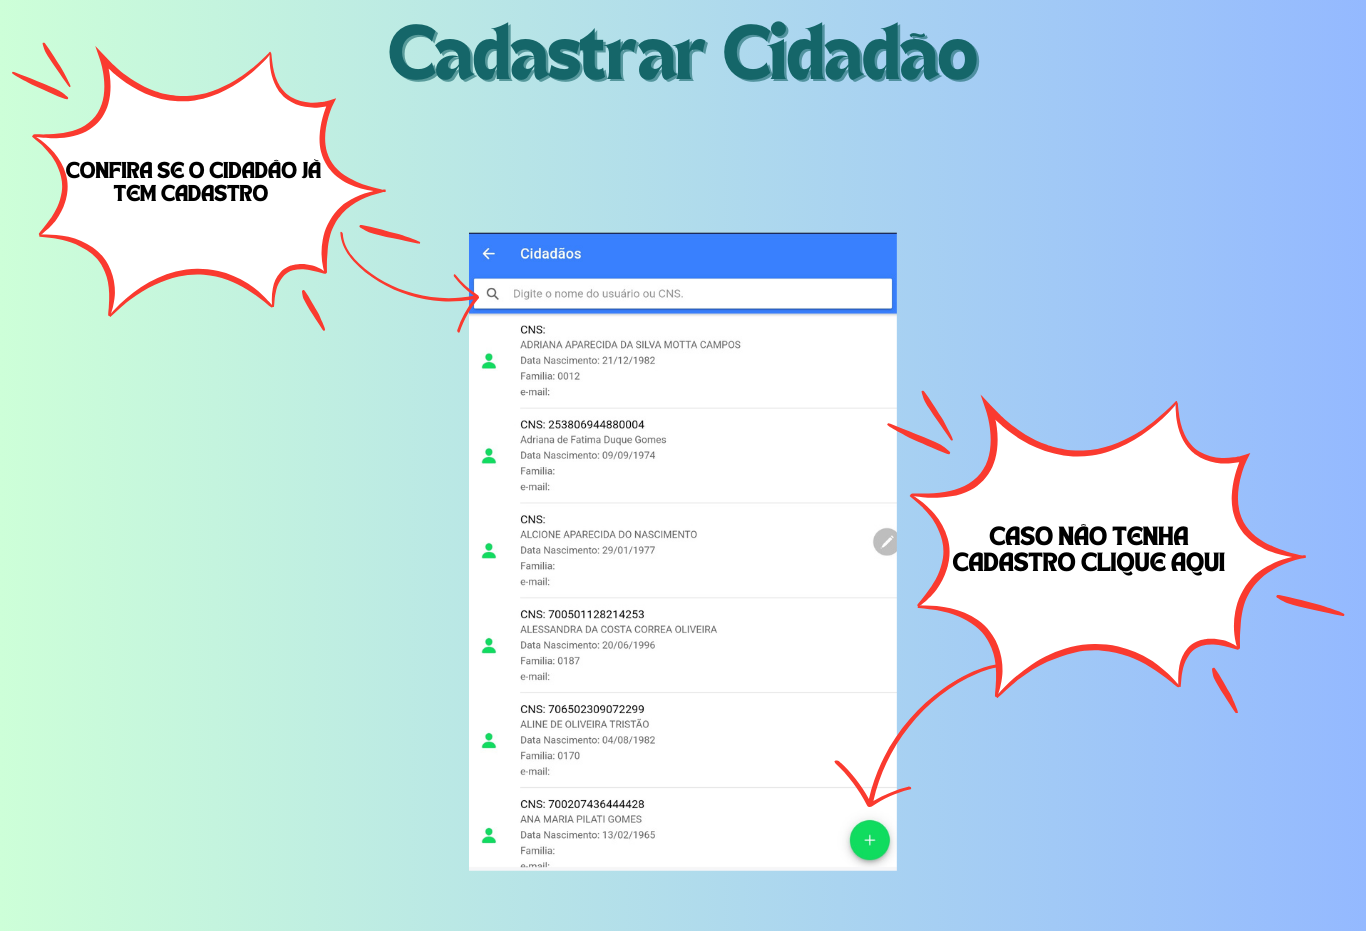 Cadastrar Cidadão
CONFIRA SE O CIDADÃO JÁ
TEM CADASTRO
Cidadãos
Digite o nome do usuário ou CNS.
CNS:
ADRIANA APARECIDA DA SILVA MOTTA CAMPOS
Data Nascimento: 21/12/1982
Familia: 0012
e-mail:
CNS: 253806944880004
Adriana de Fatima Duque Gomes
Data Nascimento: 09/09/1974
Familia:
e-mail:
CNS:
ALCIONE APARECIDA DO NASCIMENTO
Data Nascimento: 29/01/1977
Familia:
e-mail:
CNS: 700501128214253
ALESSANDRA DA COSTA CORREA OLIVEIRA
Data Nascimento: 20/06/1996
Familia: 0187
e-mail:
CNS: 706502309072299
ALINE DE OLIVEIRA TRISTÃO
Data Nascimento: 04/08/1982
Familia: 0170
e-mail:
CNS: 700207436444428
ANA MARIA PILATI GOMES
Data Nascimento: 13/02/1965
Familia:
e-mail:
CASO NÃO TENHA
CADASTRO CLIQUE AQUI